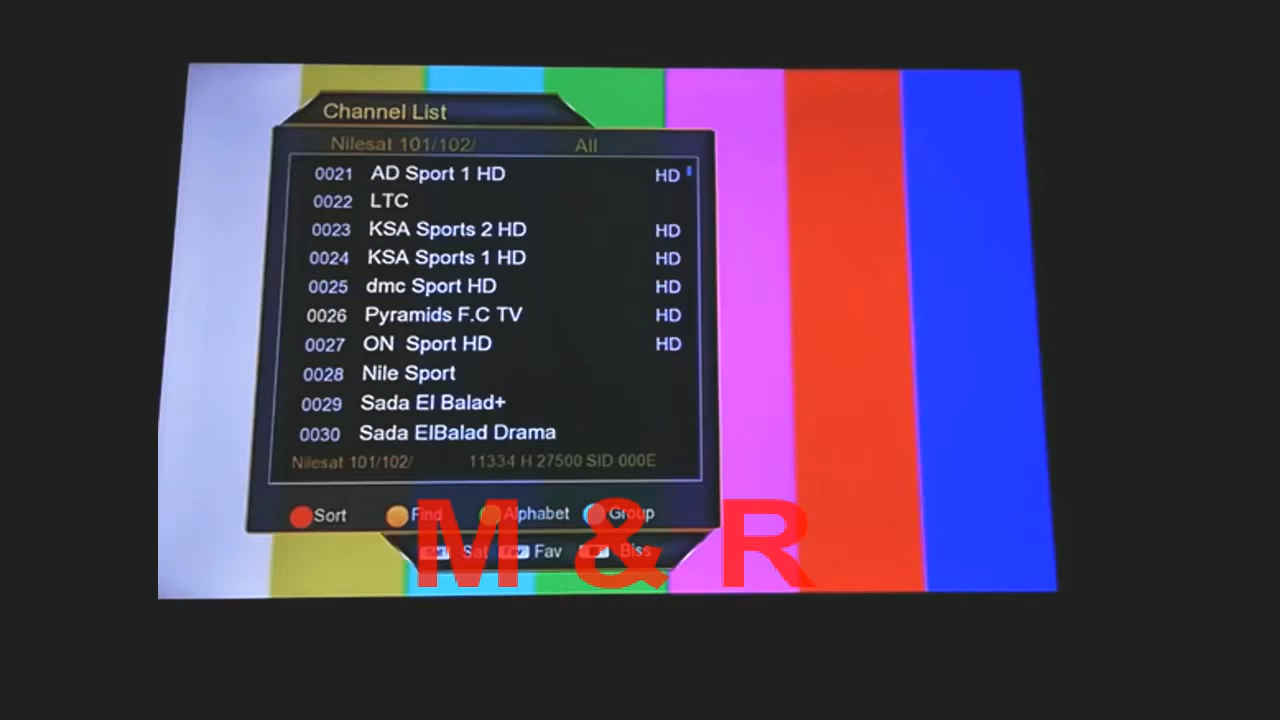 Channel List
Nilesat 101/102/ All
0021 AD Sport 1 HD HD
0022 LTC
0023 KSA Sports 2 HD HD
0024 KSA Sports 1 HD HD
0025 dmc Sport HD HD
0026 Pyramids F.C TV HD
0027 ON Sport HD HD
0028 Nile Sport
0029 Sada El Balad+
0030 Sada ElBalad Drama
Nilesat 101/102/ 11334 H 27500 SID 000E
Sort Find Alphabet Group
Sat Sat Fav Fav Biss
M & R